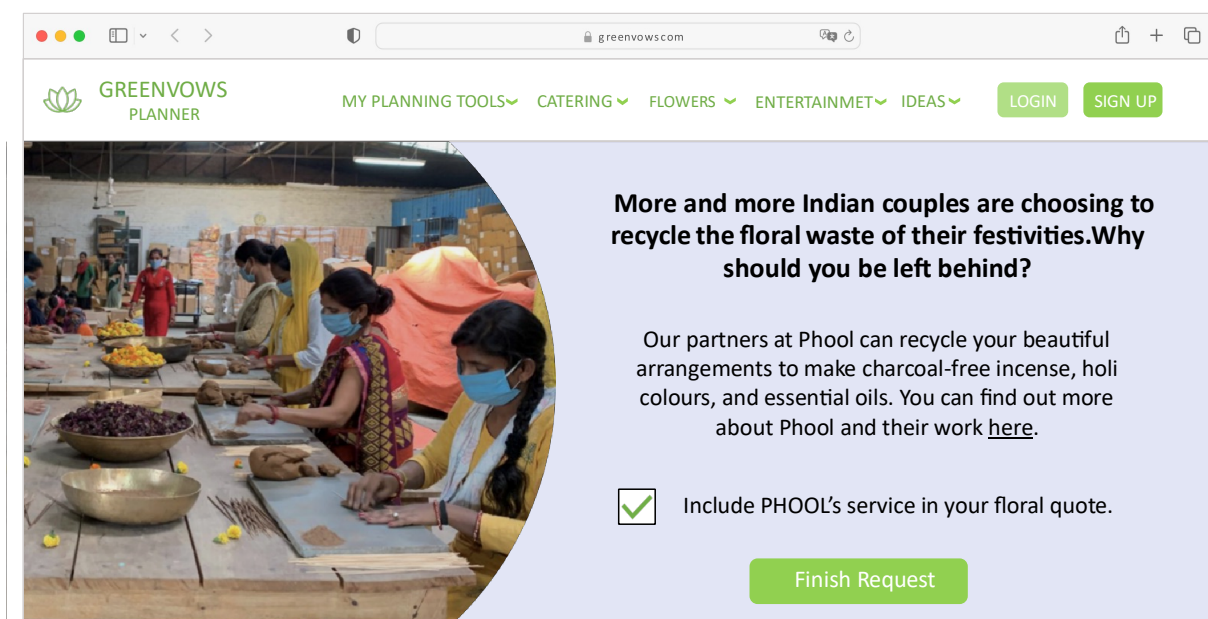 greenvowscom
GREENVOWS
PLANNER
MY PLANNING TOOLS
CATERING
FLOWERS
ENTERTAINMET
IDEAS
LOGIN
SIGN UP
More and more Indian couples are choosing to
recycle the floral waste of their festivities.Why
should you be left behind?
Our partners at Phool can recycle your beautiful
arrangements to make charcoal-free incense, holi
colours, and essential oils. You can find out more
about Phool and their work here.
Include PHOOL’s service in your floral quote.
Finish Request